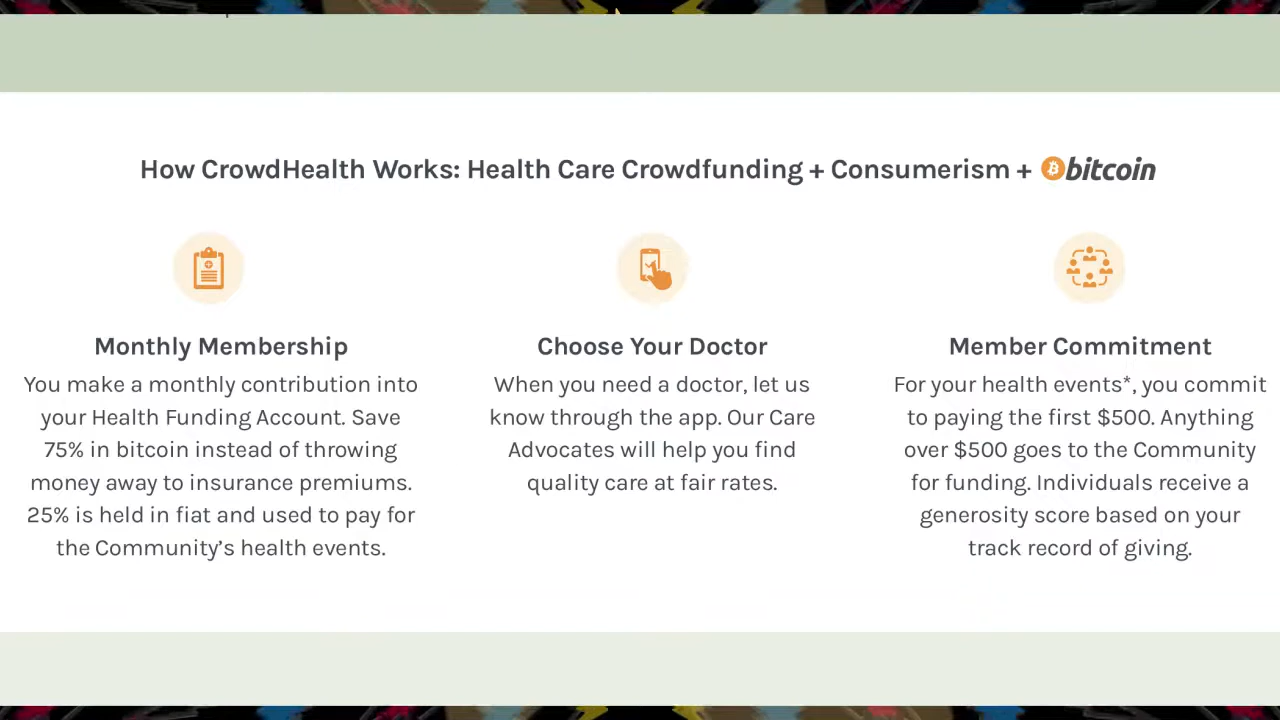 How CrowdHealth Works: Health Care Crowdfunding + Consumerism + bitcoin
Monthly Membership
You make a monthly contribution into
your Health Funding Account. Save
75% in bitcoin instead of throwing
money away to insurance premiums.
25% is held in fiat and used to pay for
the Community’s health events.
Choose Your Doctor
When you need a doctor, let us
know through the app. Our Care
Advocates will help you find
quality care at fair rates.
Member Commitment
For your health events*, you commit
to paying the first $500. Anything
over $500 goes to the Community
for funding. Individuals receive a
generosity score based on your
track record of giving.